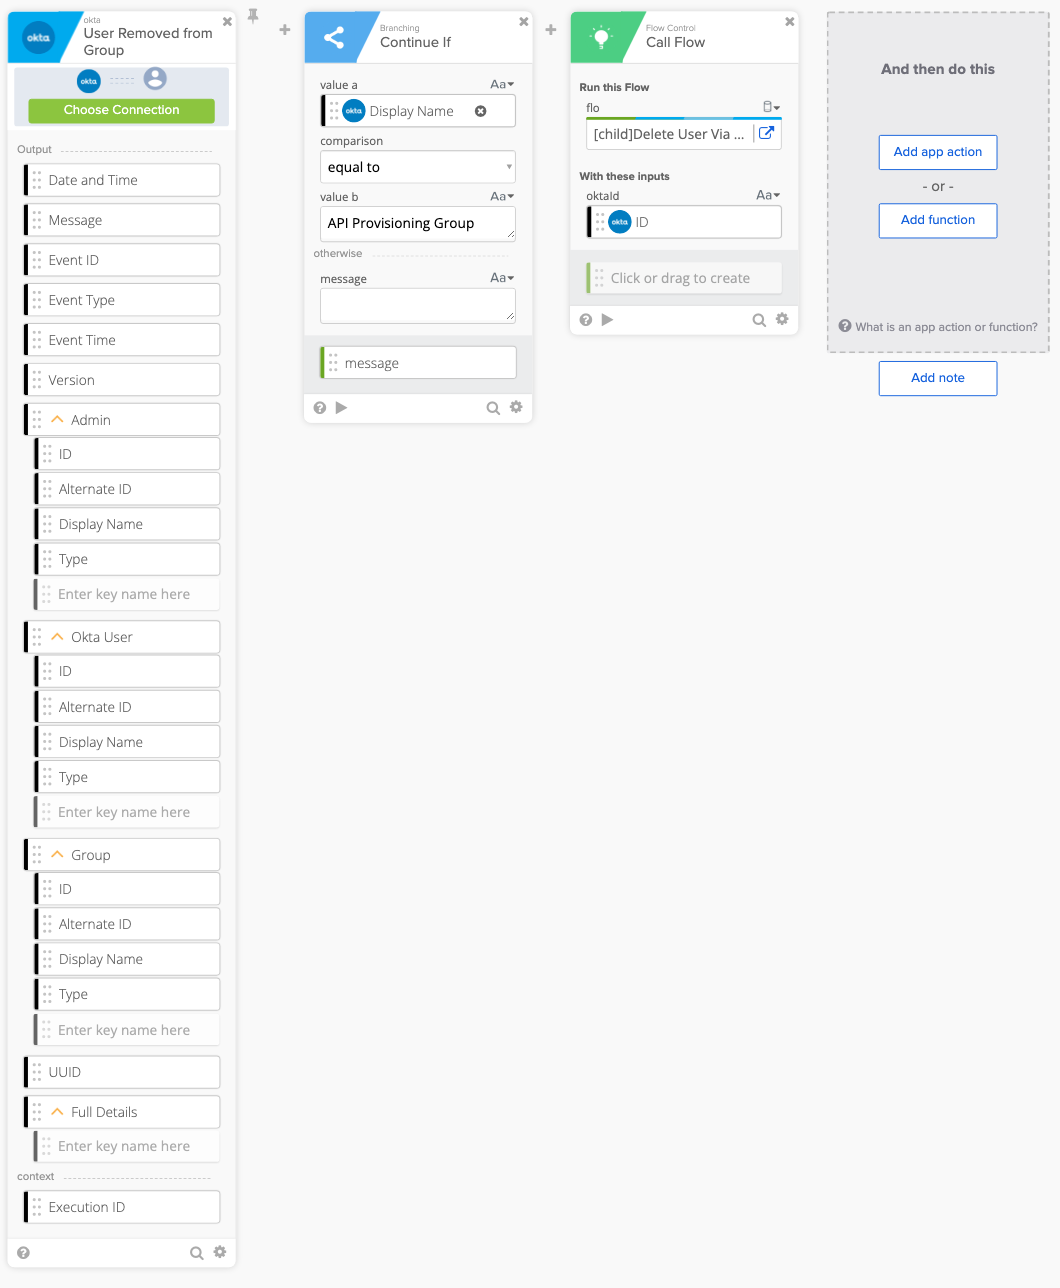 okta
okta
User Removed from
Group
okta
Choose Connection
Output
Date and Time
Message
Event ID
Event Type
Event Time
Version
Admin
ID
Alternate ID
Display Name
Type
Enter key name here
Okta User
ID
Alternate ID
Display Name
Type
Enter key name here
Group
ID
Alternate ID
Display Name
Type
Enter key name here
UUID
Full Details
Enter key name here
context
Execution ID
Branching
Continue If
value a
Aa
okta Display Name
comparison
equal to
value b
Aa
API Provisioning Group
otherwise
message
Aa
message
Flow Control
Call Flow
Run this Flow
flo
[child]Delete User Via ...
With these inputs
oktaId
Aa
okta ID
Click or drag to create
And then do this
Add app action
- or -
Add function
What is an app action or function?
Add note